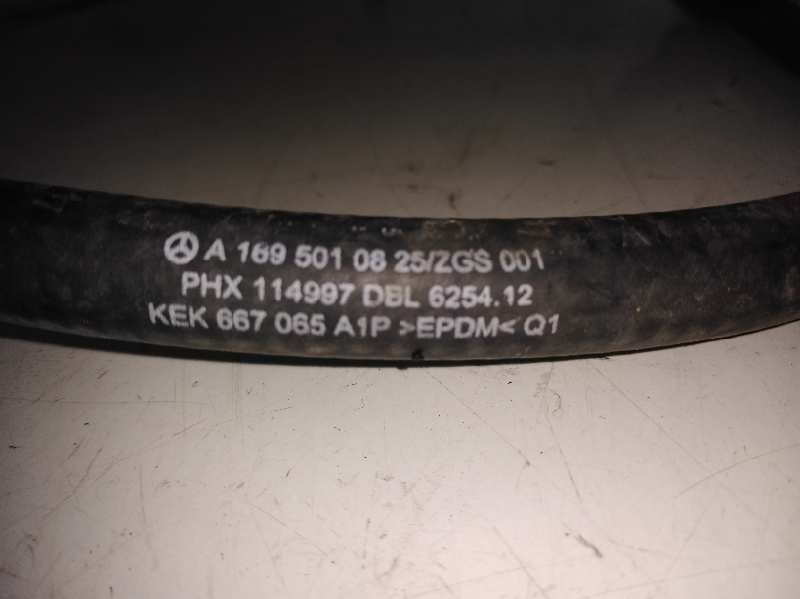 A 169 501 08 25/ZGS 001
PHX 114997 DBL 6254.12
KEK 667 065 A1P >EPDM< Q1